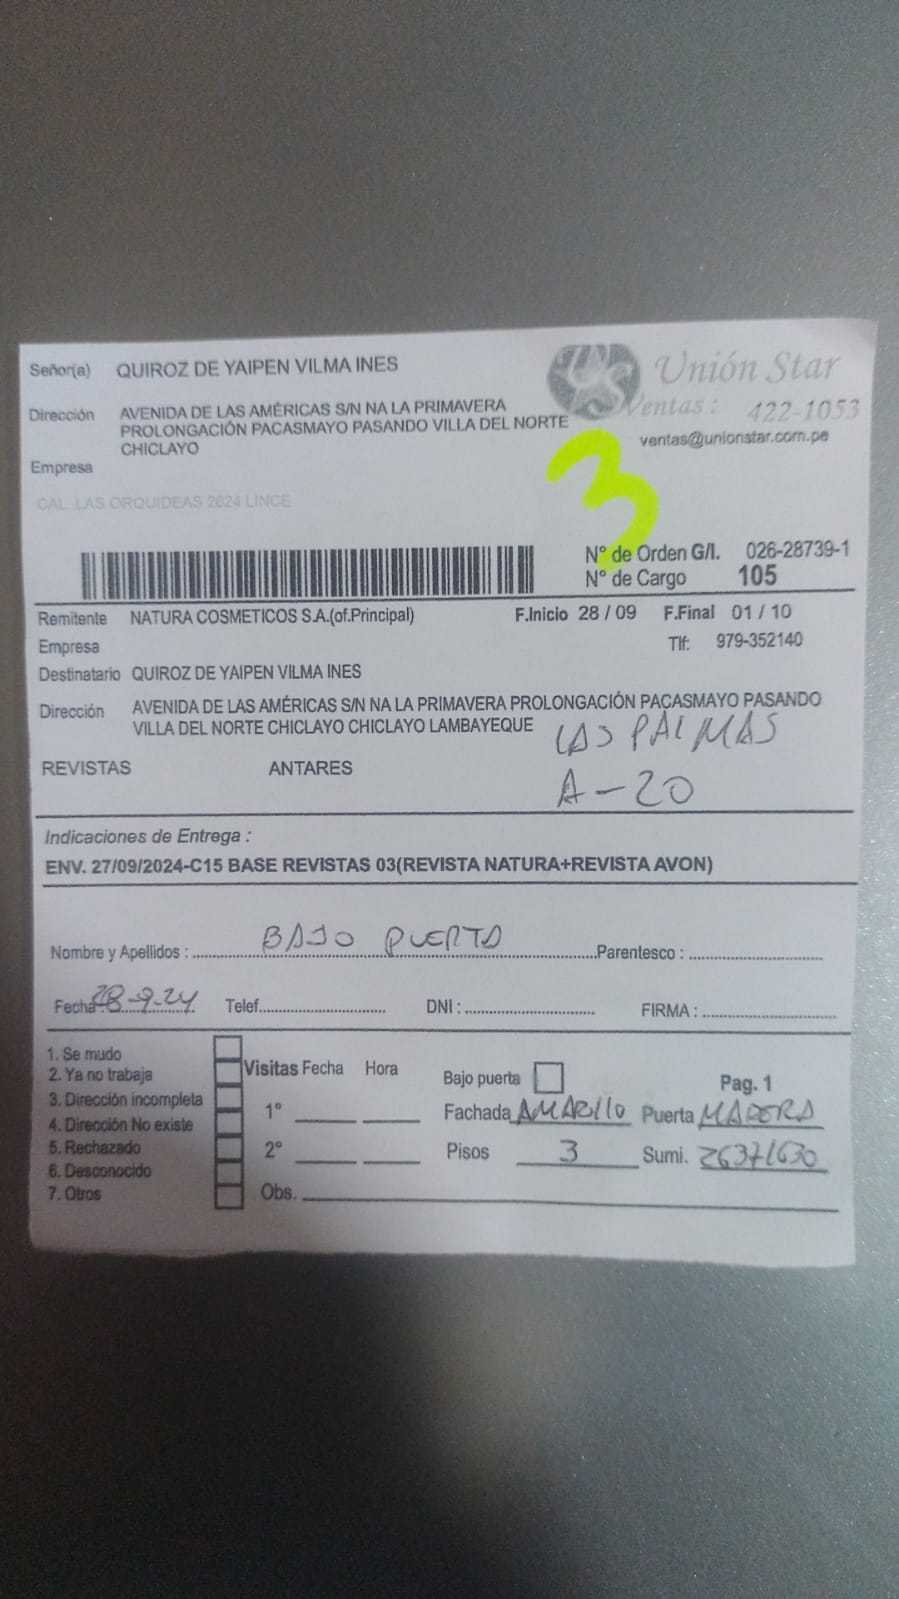 Señor(a) QUIROZ DE YAIPEN VILMA INES
Unión Star
Dirección AVENIDA DE LAS AMÉRICAS S/N NA LA PRIMAVERA
PROLONGACIÓN PACASMAYO PASANDO VILLA DEL NORTE
CHICLAYO
Ventas : 422-1053
ventas@unionstar.com.pe
Empresa
CAL. LAS ORQUIDEAS 2624 LINCE
3
N° de Orden G/I. 026-28739-1
N° de Cargo 105
Remitente NATURA COSMETICOS S.A.(of.Principal) F.Inicio 28 / 09 F.Final 01 / 10
Empresa Tlf: 979-352140
Destinatario QUIROZ DE YAIPEN VILMA INES
Dirección AVENIDA DE LAS AMÉRICAS S/N NA LA PRIMAVERA PROLONGACIÓN PACASMAYO PASANDO
VILLA DEL NORTE CHICLAYO CHICLAYO LAMBAYEQUE
LAS PALMAS
REVISTAS ANTARES
A-20
Indicaciones de Entrega :
ENV. 27/09/2024-C15 BASE REVISTAS 03(REVISTA NATURA+REVISTA AVON)
Nombre y Apellidos : BAJO PUERTA Parentesco :
Fecha : 28-9-24 Telef. DNI : FIRMA :
1. Se mudo
2. Ya no trabaja
3. Dirección incompleta
4. Dirección No existe
5. Rechazado
6. Desconocido
7. Otros
Visitas Fecha Hora
1°
2°
Obs.
Bajo puerta Pag. 1
Fachada AMARILLO Puerta MADERA
Pisos 3 Sumi.